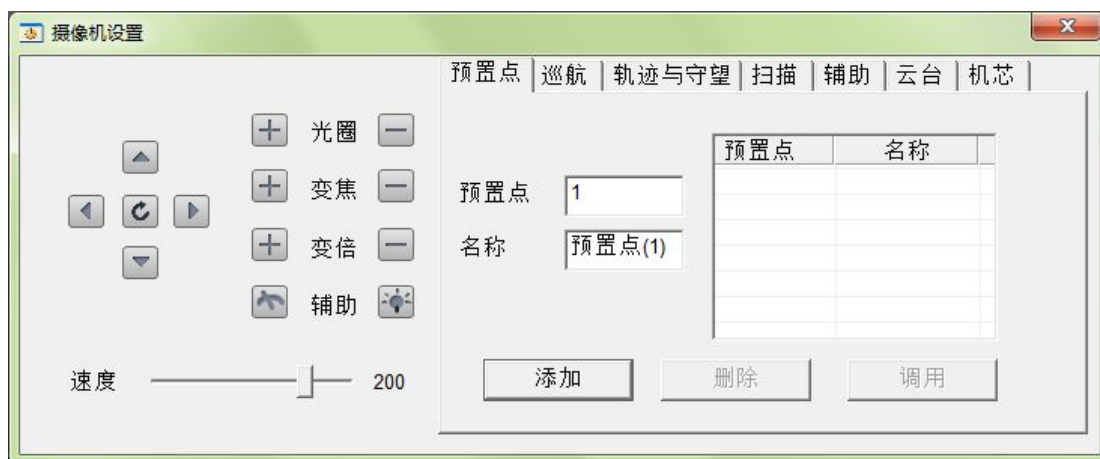 摄像机设置
光圈
变焦
变倍
辅助
速度 200
预置点 巡航 轨迹与守望 扫描 辅助 云台 机芯
预置点 1
名称 预置点(1)
预置点 名称
添加 删除 调用